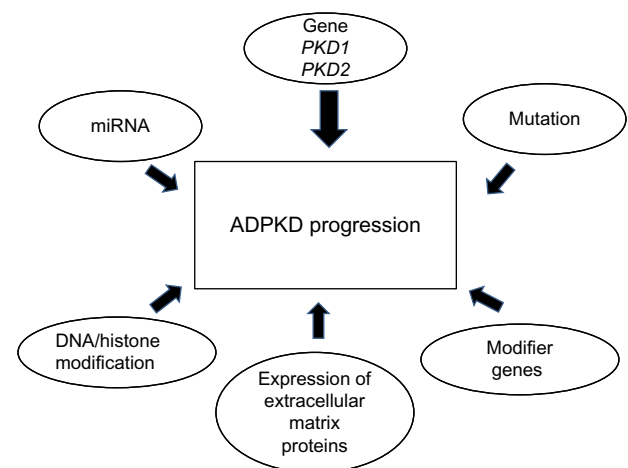 Gene
PKD1
PKD2
miRNA
Mutation
ADPKD progression
DNA/histone
modification
Expression of
extracellular
matrix
proteins
Modifier
genes